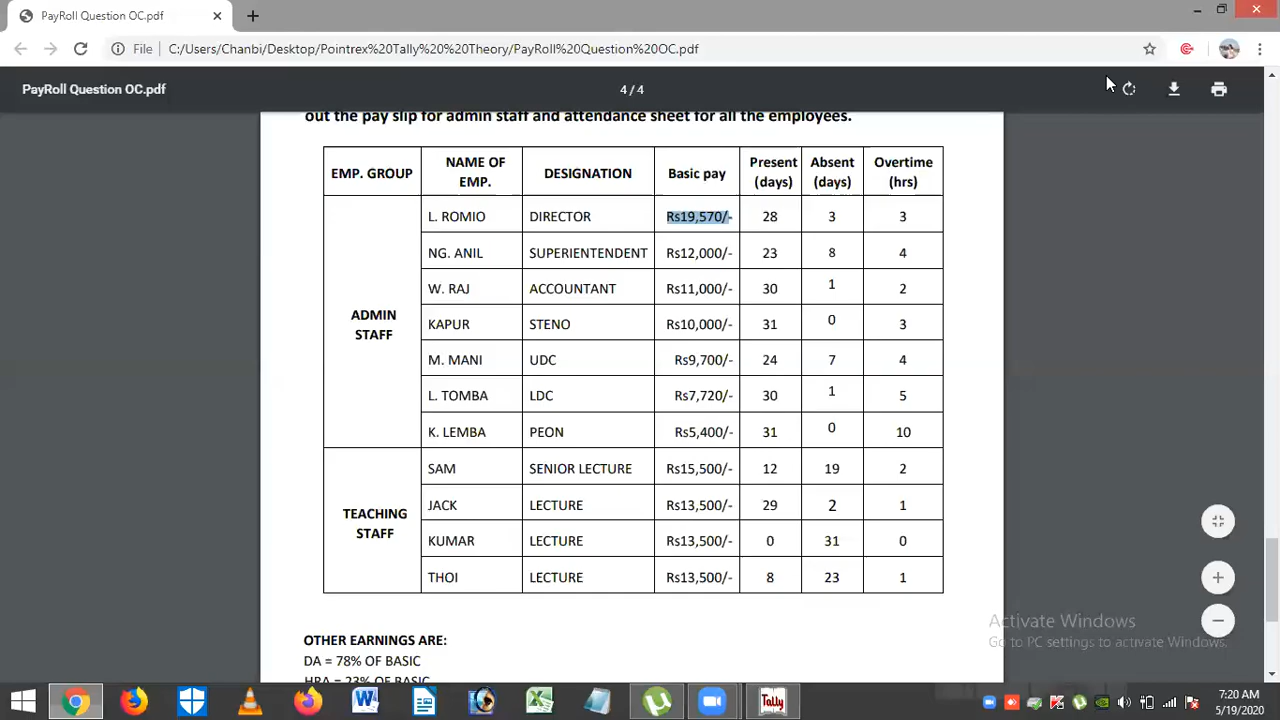 PayRoll Question OC.pdf
File C:/Users/Chanbi/Desktop/Pointrex%20Tally%20%20Theory/PayRoll%20Question%20OC.pdf
PayRoll Question OC.pdf 4 / 4
out the pay slip for admin staff and attendance sheet for all the employees.
EMP. GROUP NAME OF EMP. DESIGNATION Basic pay Present (days) Absent (days) Overtime (hrs)
ADMIN STAFF
L. ROMIO DIRECTOR Rs19,570/- 28 3 3
NG. ANIL SUPERIENTENDENT Rs12,000/- 23 8 4
W. RAJ ACCOUNTANT Rs11,000/- 30 1 2
KAPUR STENO Rs10,000/- 31 0 3
M. MANI UDC Rs9,700/- 24 7 4
L. TOMBA LDC Rs7,720/- 30 1 5
K. LEMBA PEON Rs5,400/- 31 0 10
TEACHING STAFF
SAM SENIOR LECTURE Rs15,500/- 12 19 2
JACK LECTURE Rs13,500/- 29 2 1
KUMAR LECTURE Rs13,500/- 0 31 0
THOI LECTURE Rs13,500/- 8 23 1
OTHER EARNINGS ARE:
DA = 78% OF BASIC
HRA = 23% OF BASIC
Activate Windows
Go to PC settings to activate Windows.
Tally
7:20 AM
5/19/2020